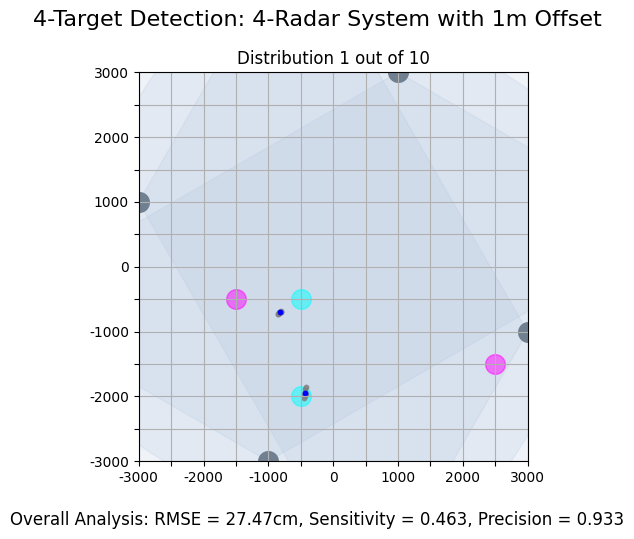 4-Target Detection: 4-Radar System with 1m Offset
Distribution 1 out of 10
3000
2000
1000
0
-1000
-2000
-3000
-3000 -2000 -1000 0 1000 2000 3000
Overall Analysis: RMSE = 27.47cm, Sensitivity = 0.463, Precision = 0.933